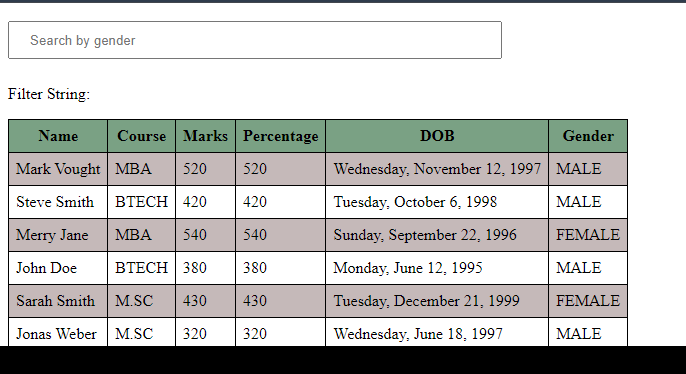 Search by gender
Filter String:
Name Course Marks Percentage DOB Gender
Mark Vought MBA 520 520 Wednesday, November 12, 1997 MALE
Steve Smith BTECH 420 420 Tuesday, October 6, 1998 MALE
Merry Jane MBA 540 540 Sunday, September 22, 1996 FEMALE
John Doe BTECH 380 380 Monday, June 12, 1995 MALE
Sarah Smith M.SC 430 430 Tuesday, December 21, 1999 FEMALE
Jonas Weber M.SC 320 320 Wednesday, June 18, 1997 MALE